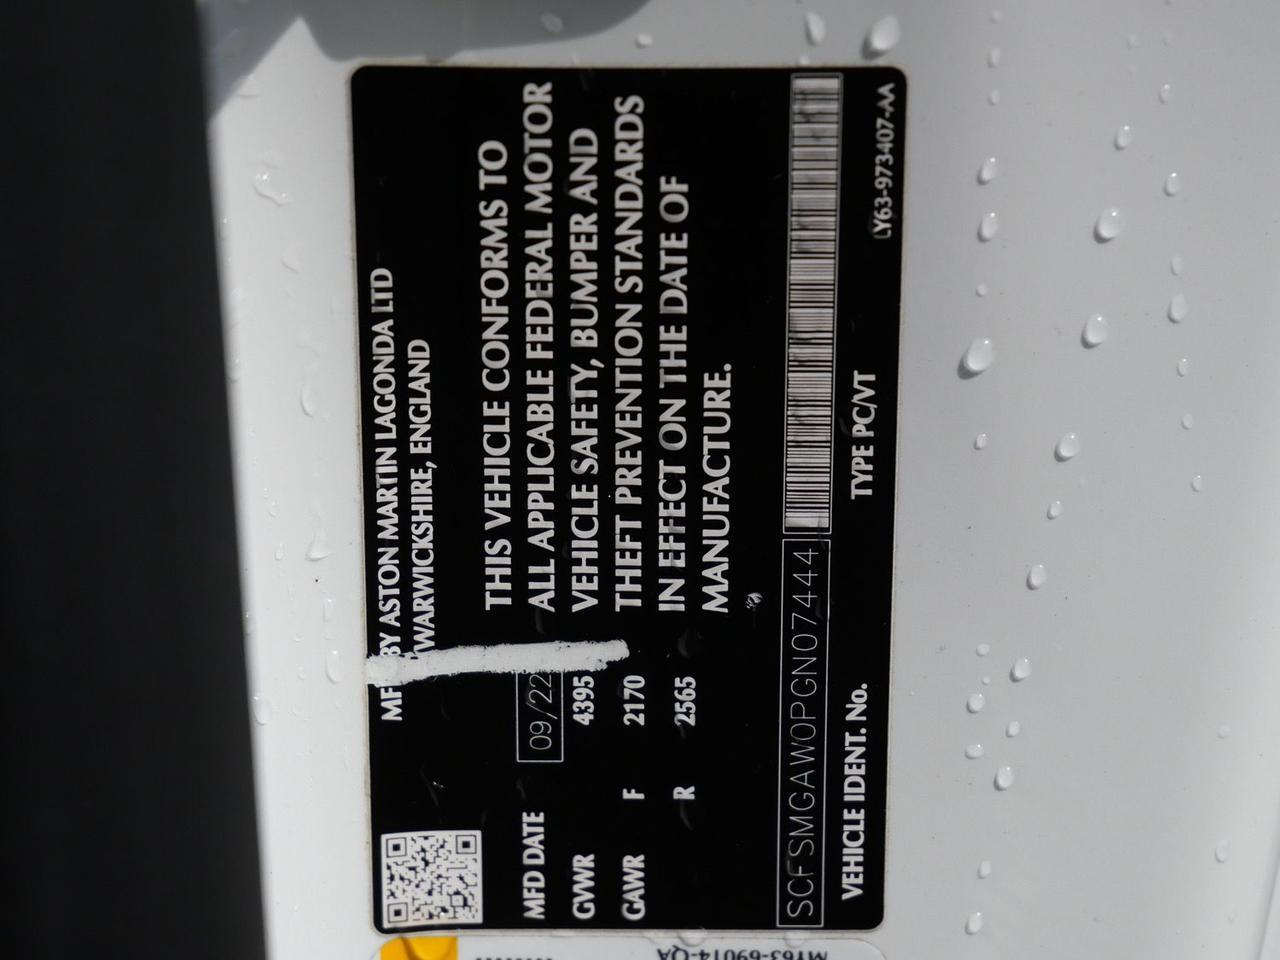 MFD BY ASTON MARTIN LAGONDA LTD
WARWICKSHIRE, ENGLAND
THIS VEHICLE CONFORMS TO
ALL APPLICABLE FEDERAL MOTOR
VEHICLE SAFETY, BUMPER AND
THEFT PREVENTION STANDARDS
IN EFFECT ON THE DATE OF
MANUFACTURE.
MFD DATE 09/22
GVWR 4395
GAWR F 2170
R 2565
SCFSMGAW0PGN07444
VEHICLE IDENT. No. TYPE PC/VT LY63-973407-AA
MY63-69014-QA